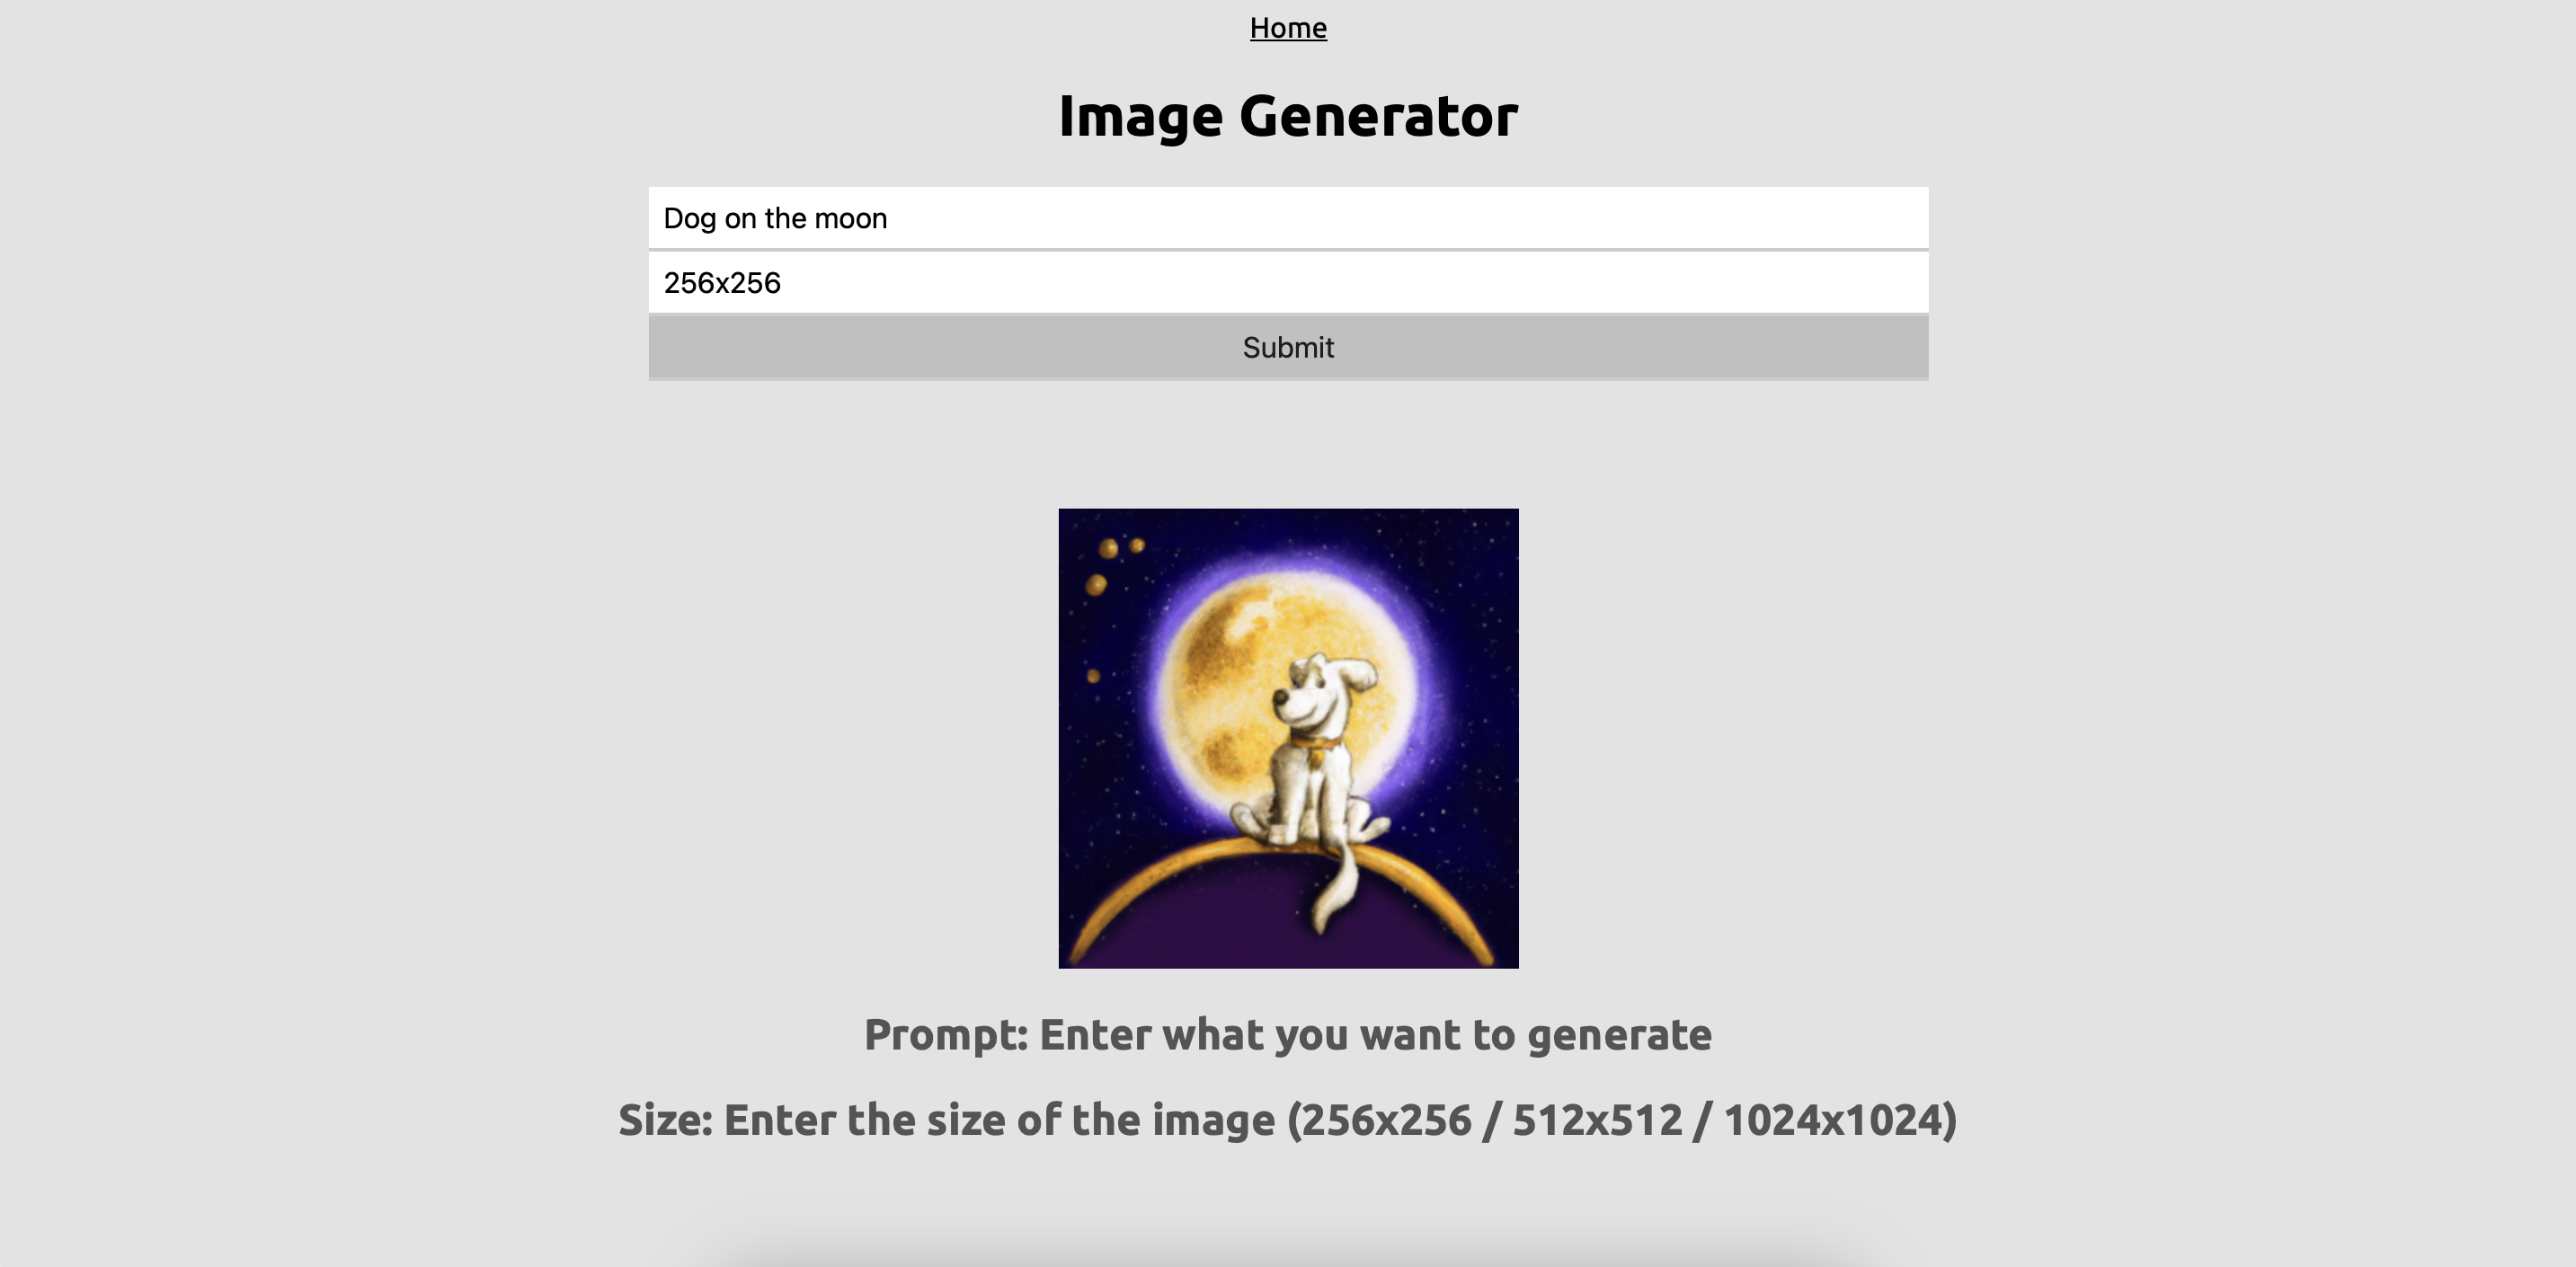 Home
Image Generator
Dog on the moon
256x256
Submit
Prompt: Enter what you want to generate
Size: Enter the size of the image (256x256 / 512x512 / 1024x1024)